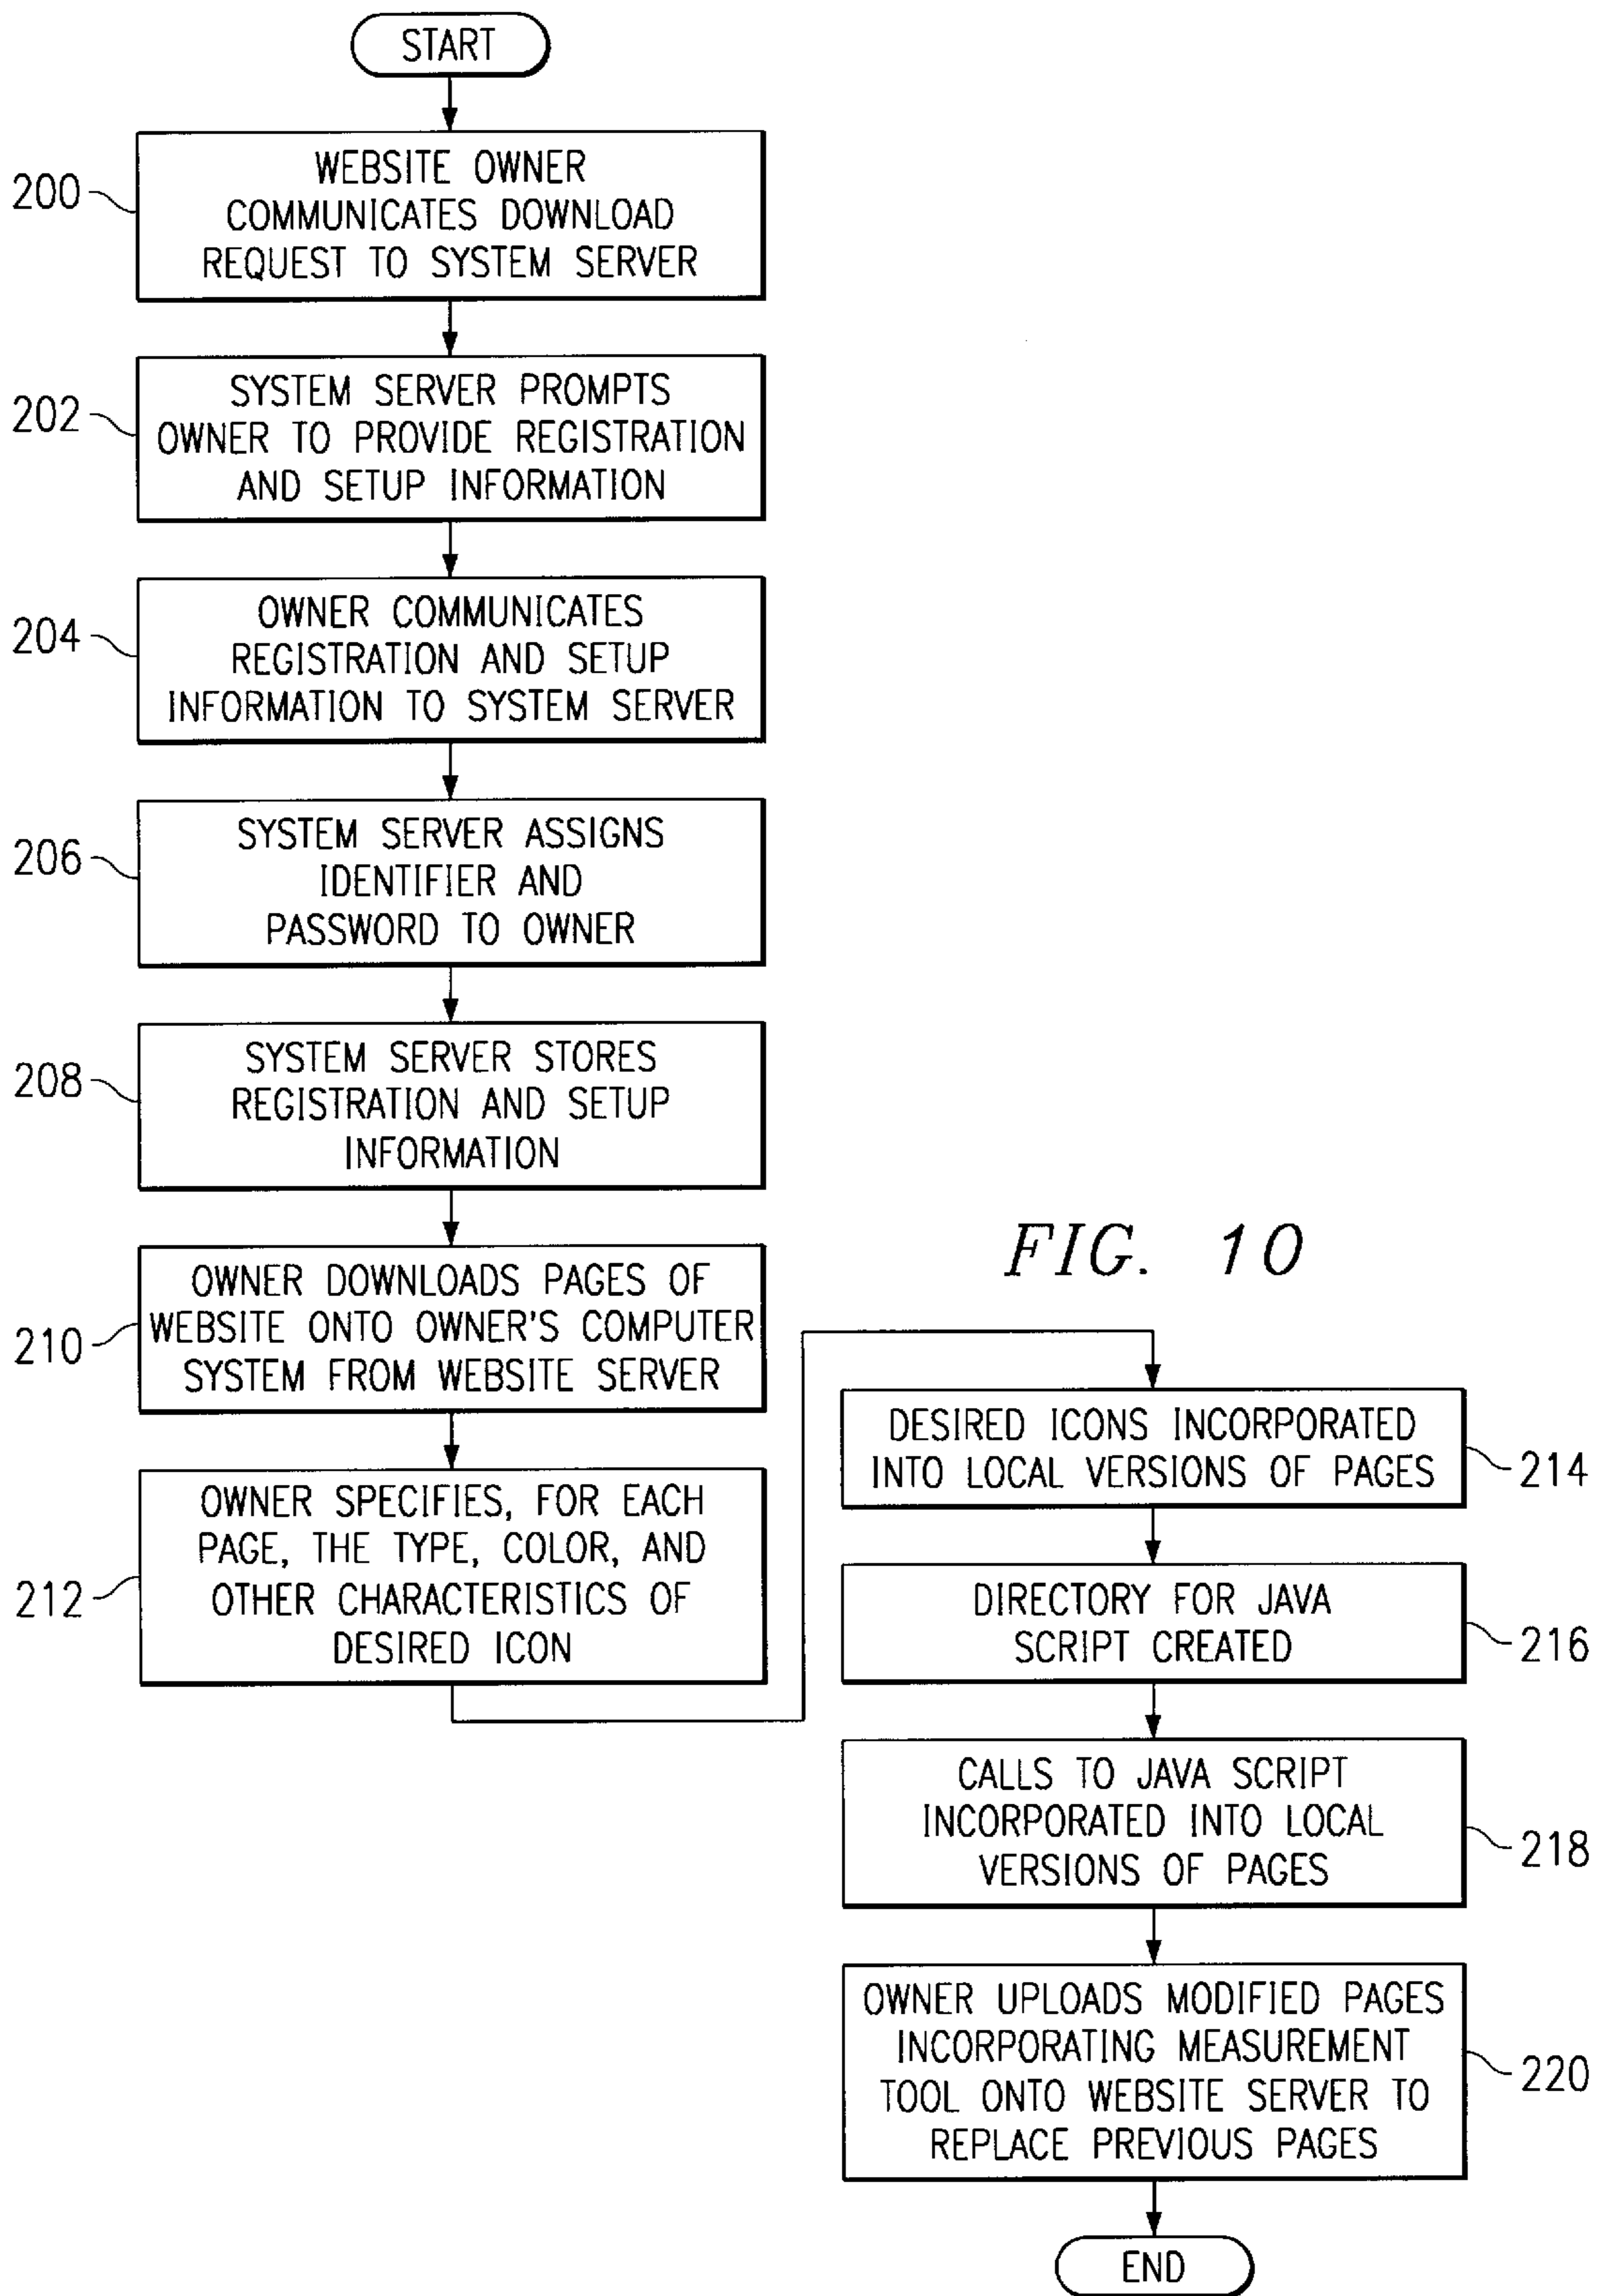 START
200
WEBSITE OWNER
COMMUNICATES DOWNLOAD
REQUEST TO SYSTEM SERVER
202
SYSTEM SERVER PROMPTS
OWNER TO PROVIDE REGISTRATION
AND SETUP INFORMATION
204
OWNER COMMUNICATES
REGISTRATION AND SETUP
INFORMATION TO SYSTEM SERVER
206
SYSTEM SERVER ASSIGNS
IDENTIFIER AND
PASSWORD TO OWNER
208
SYSTEM SERVER STORES
REGISTRATION AND SETUP
INFORMATION
210
OWNER DOWNLOADS PAGES OF
WEBSITE ONTO OWNER'S COMPUTER
SYSTEM FROM WEBSITE SERVER
212
OWNER SPECIFIES, FOR EACH
PAGE, THE TYPE, COLOR, AND
OTHER CHARACTERISTICS OF
DESIRED ICON
FIG. 10
DESIRED ICONS INCORPORATED
INTO LOCAL VERSIONS OF PAGES
214
DIRECTORY FOR JAVA
SCRIPT CREATED
216
CALLS TO JAVA SCRIPT
INCORPORATED INTO LOCAL
VERSIONS OF PAGES
218
OWNER UPLOADS MODIFIED PAGES
INCORPORATING MEASUREMENT
TOOL ONTO WEBSITE SERVER TO
REPLACE PREVIOUS PAGES
220
END